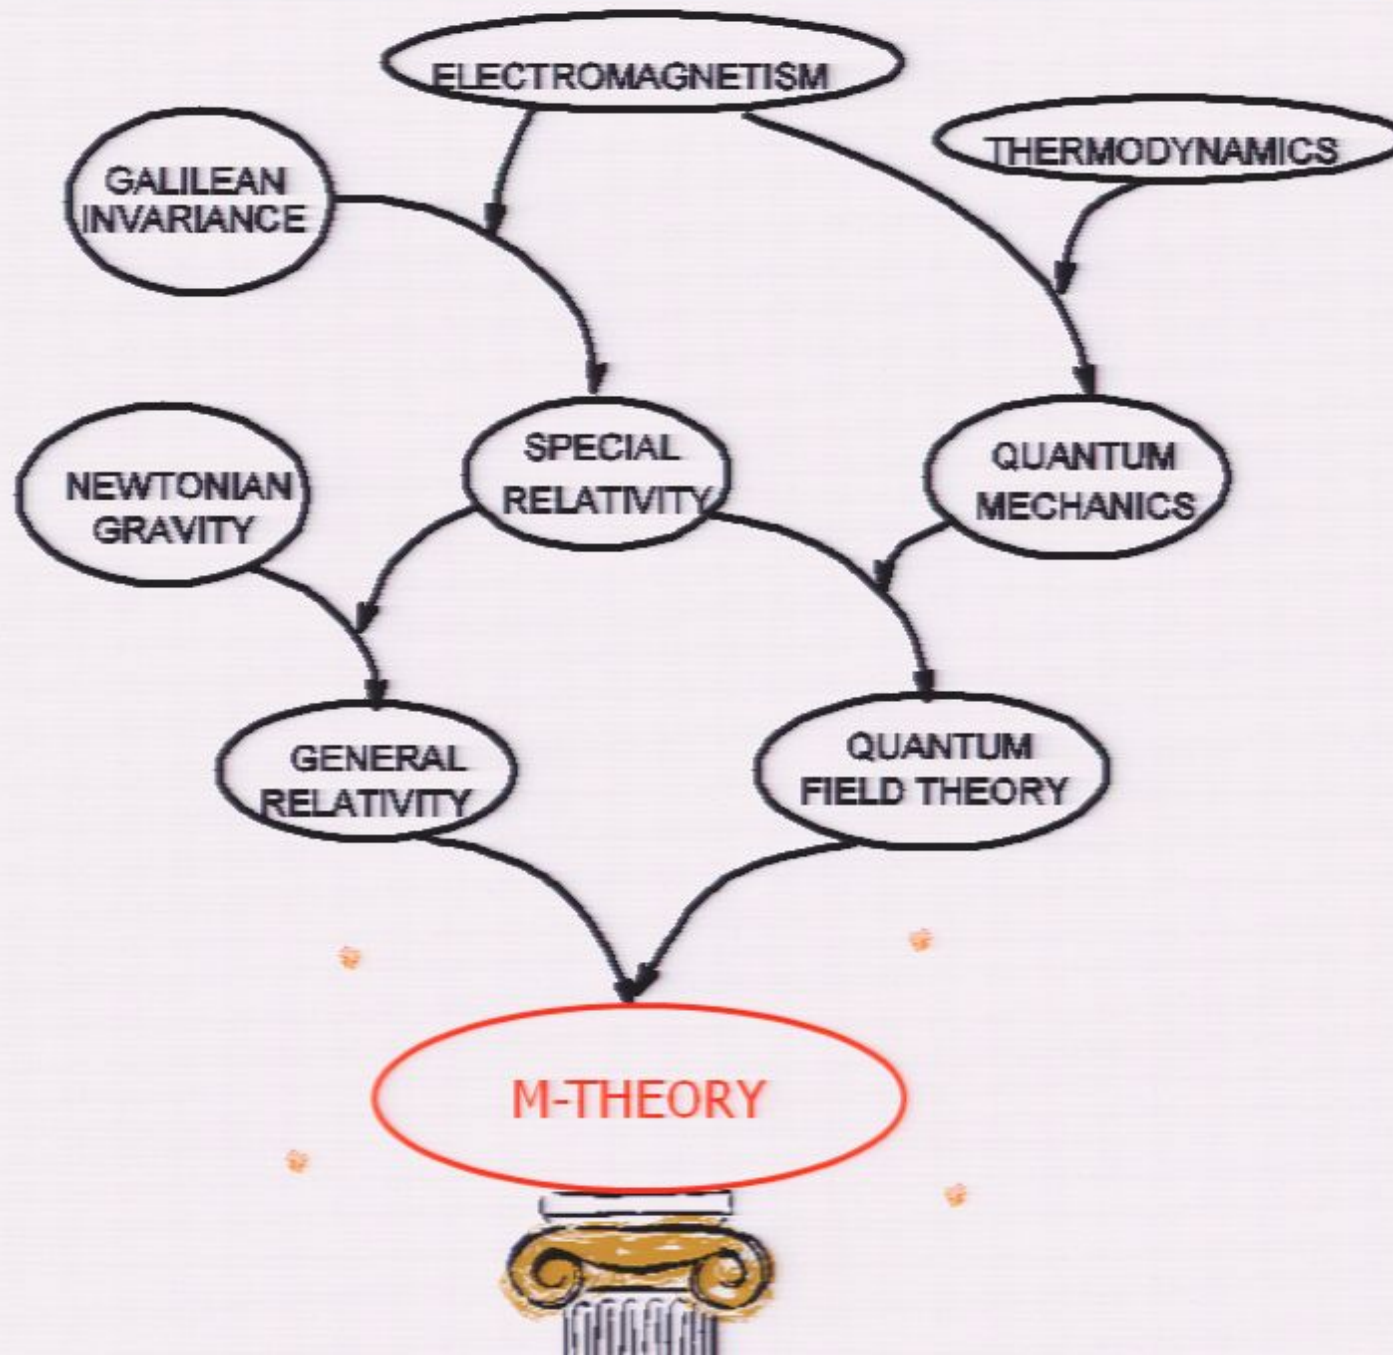 ELECTROMAGNETISM
THERMODYNAMICS
GALILEAN
INVARIANCE
SPECIAL
RELATIVITY
QUANTUM
MECHANICS
NEWTONIAN
GRAVITY
GENERAL
RELATIVITY
QUANTUM
FIELD THEORY
M-THEORY